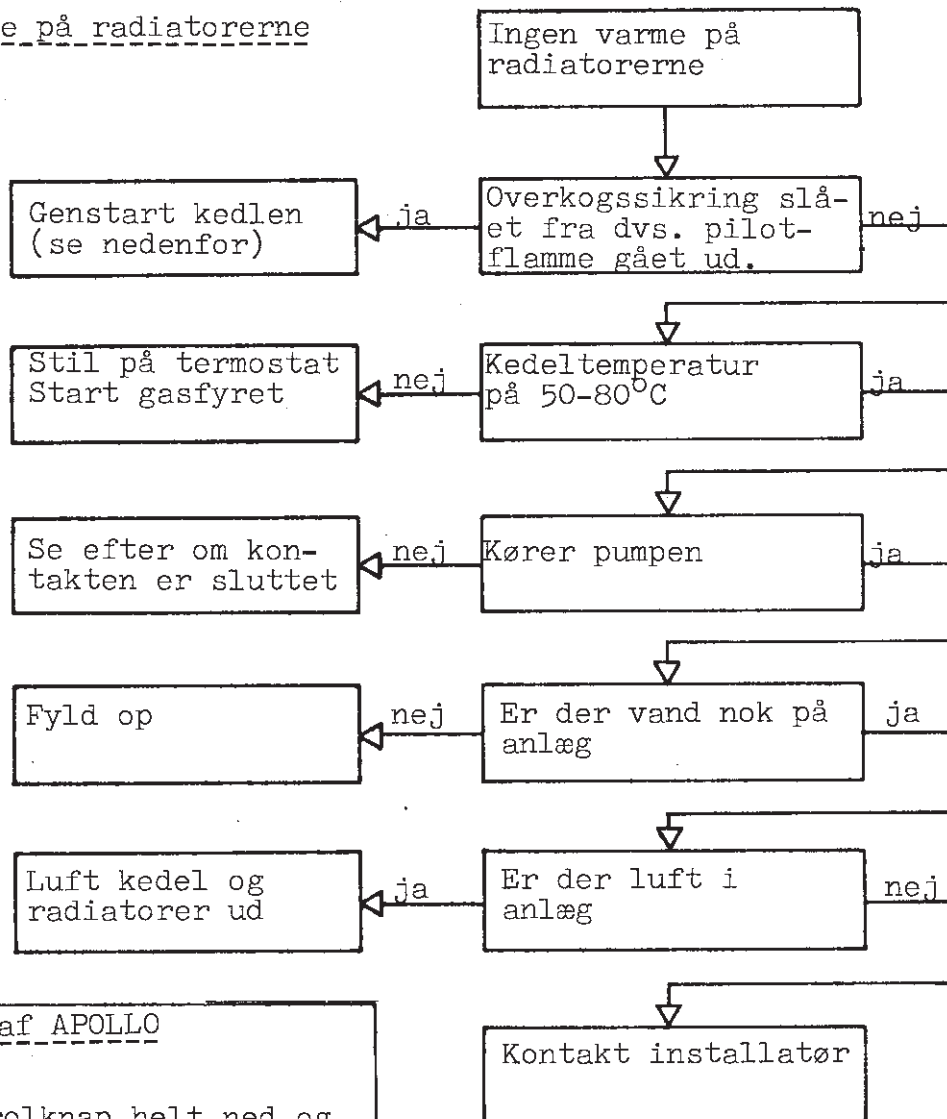 e på radiatorerne
Ingen varme på
radiatorerne
Genstart kedlen
(se nedenfor)
ja
Overkogssikring slå-
et fra dvs. pilot-
flamme gået ud.
nej
Stil på termostat
Start gasfyret
nej
Kedeltemperatur
på 50-80°C
ja
Se efter om kon-
takten er sluttet
nej
Kører pumpen
ja
Fyld op
nej
Er der vand nok på
anlæg
ja
Luft kedel og
radiatorer ud
ja
Er der luft i
anlæg
nej
af APOLLO
Kontakt installatør
rolknap helt ned og